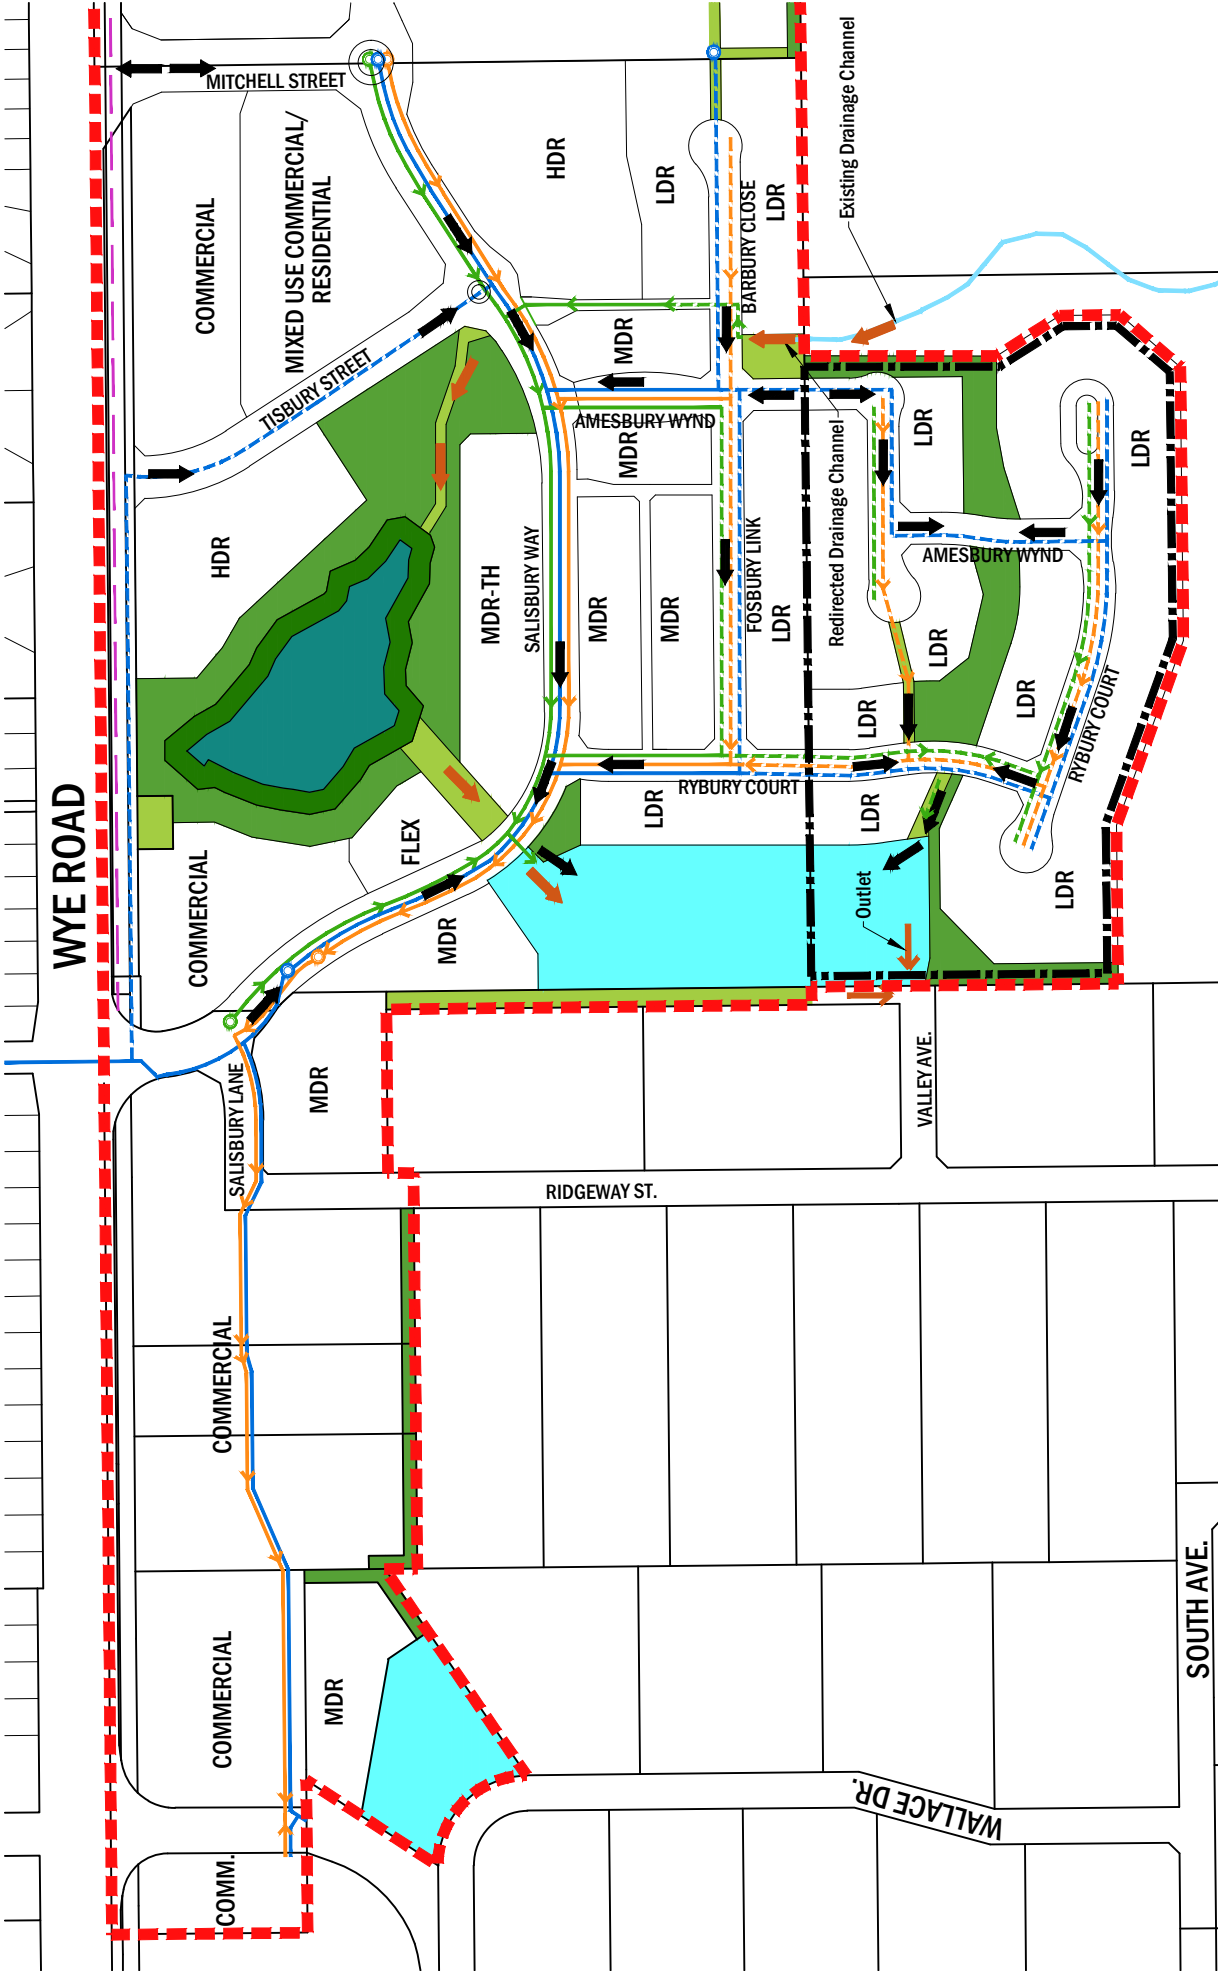 MITCHELL STREET
COMMERCIAL
MIXED USE COMMERCIAL/
RESIDENTIAL
HDR
LDR
LDR
BARBURY CLOSE
Existing Drainage Channel
TISBURY STREET
MDR
AMESBURY WYND
MDR
HDR
MDR-TH
SALISBURY WAY
MDR
MDR
FOSBURY LINK
LDR
Redirected Drainage Channel
LDR
LDR
AMESBURY WYND
LDR
LDR
LDR
RYBURY COURT
RYBURY COURT
LDR
LDR
LDR
WYE ROAD
COMMERCIAL
FLEX
MDR
Outlet
MDR
SALISBURY LANE
VALLEY AVE.
RIDGEWAY ST.
COMMERCIAL
COMMERCIAL
MDR
SOUTH AVE.
WALLACE DR.
COMM.